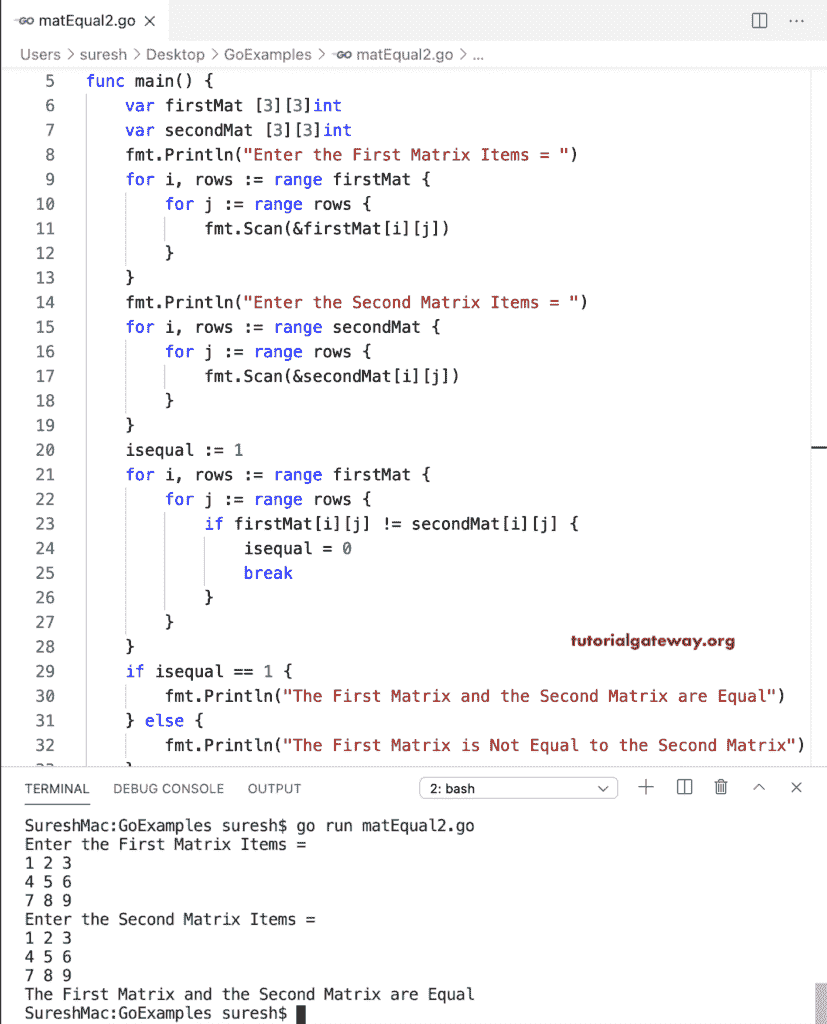 GO matEqual2.go ×
Users > suresh > Desktop > GoExamples > GO matEqual2.go > ...
5 func main() {
6 var firstMat [3][3]int
7 var secondMat [3][3]int
8 fmt.Println("Enter the First Matrix Items = ")
9 for i, rows := range firstMat {
10 for j := range rows {
11 fmt.Scan(&firstMat[i][j])
12 }
13 }
14 fmt.Println("Enter the Second Matrix Items = ")
15 for i, rows := range secondMat {
16 for j := range rows {
17 fmt.Scan(&secondMat[i][j])
18 }
19 }
20 isequal := 1
21 for i, rows := range firstMat {
22 for j := range rows {
23 if firstMat[i][j] != secondMat[i][j] {
24 isequal = 0
25 break
26 }
27 }
28 }
tutorialgateway.org
29 if isequal == 1 {
30 fmt.Println("The First Matrix and the Second Matrix are Equal")
31 } else {
32 fmt.Println("The First Matrix is Not Equal to the Second Matrix")
TERMINAL DEBUG CONSOLE OUTPUT 2: bash
SureshMac:GoExamples suresh$ go run matEqual2.go
Enter the First Matrix Items =
1 2 3
4 5 6
7 8 9
Enter the Second Matrix Items =
1 2 3
4 5 6
7 8 9
The First Matrix and the Second Matrix are Equal
SureshMac:GoExamples suresh$